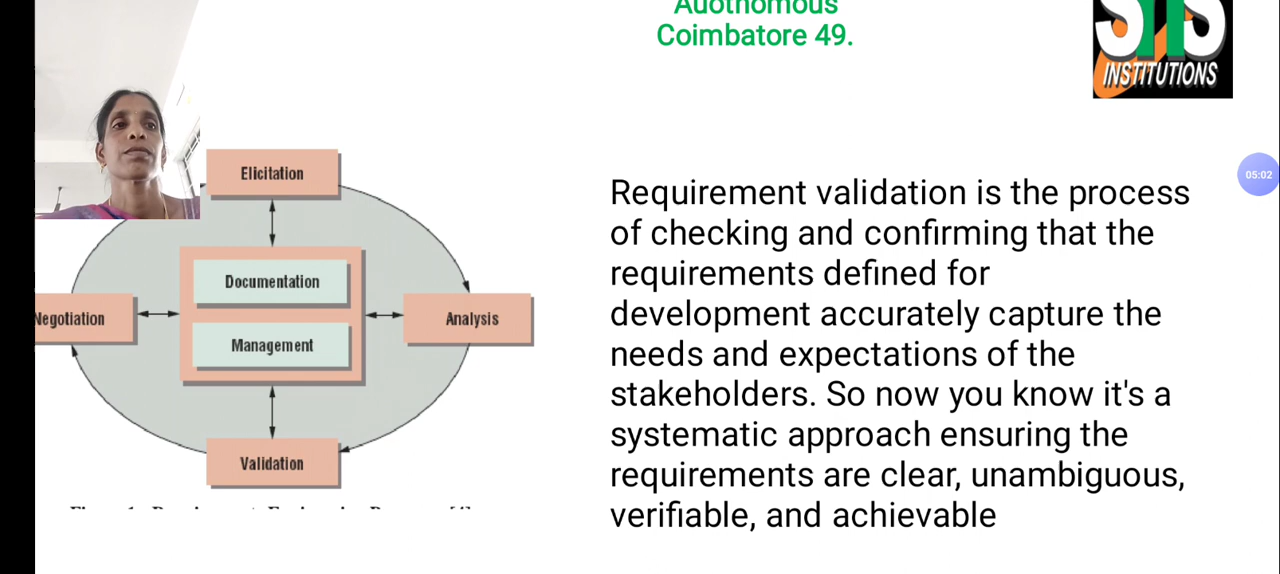 Auothomous
Coimbatore 49.
INSTITUTIONS
05:02
Elicitation
Documentation
Negotiation
Analysis
Management
Validation
Requirement validation is the process
of checking and confirming that the
requirements defined for
development accurately capture the
needs and expectations of the
stakeholders. So now you know it's a
systematic approach ensuring the
requirements are clear, unambiguous,
verifiable, and achievable